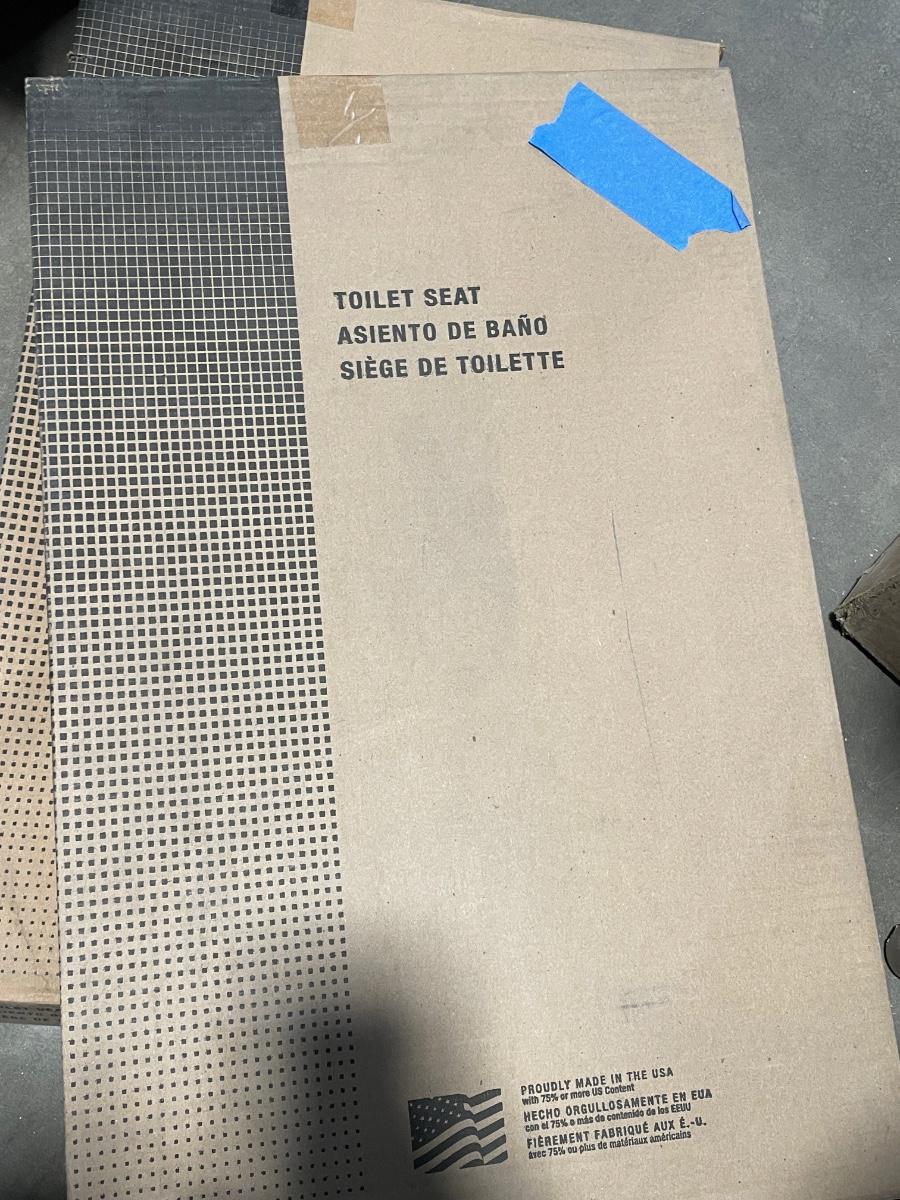 TOILET SEAT
ASIENTO DE BAÑO
SIÈGE DE TOILETTE
PROUDLY MADE IN THE USA
with 75% or more US Content
HECHO ORGULLOSAMENTE EN EUA
con el 75% o más de contenido de los EEUU
FIÈREMENT FABRIQUÉ AUX É.-U.
avec 75% ou plus de matériaux américains